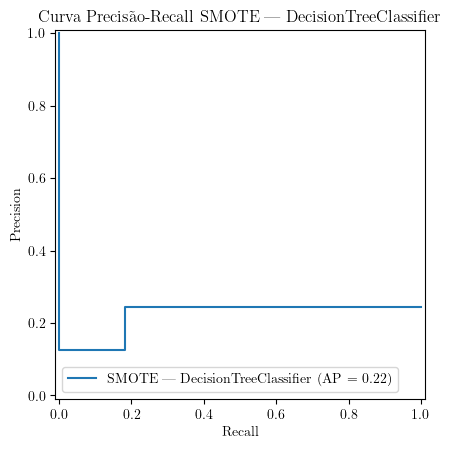 Curva Precisão-Recall SMOTE — DecisionTreeClassifier
1.0
0.8
0.6
0.4
0.2
0.0
Precision
SMOTE — DecisionTreeClassifier (AP = 0.22)
0.0 0.2 0.4 0.6 0.8 1.0
Recall